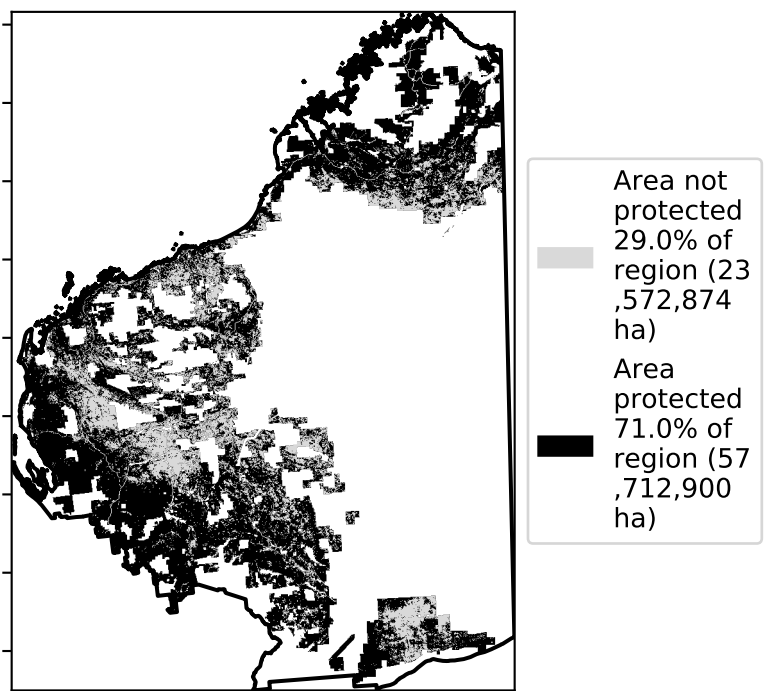 Area not
protected
29.0% of
region (23
,572,874
ha)
Area
protected
71.0% of
region (57
,712,900
ha)